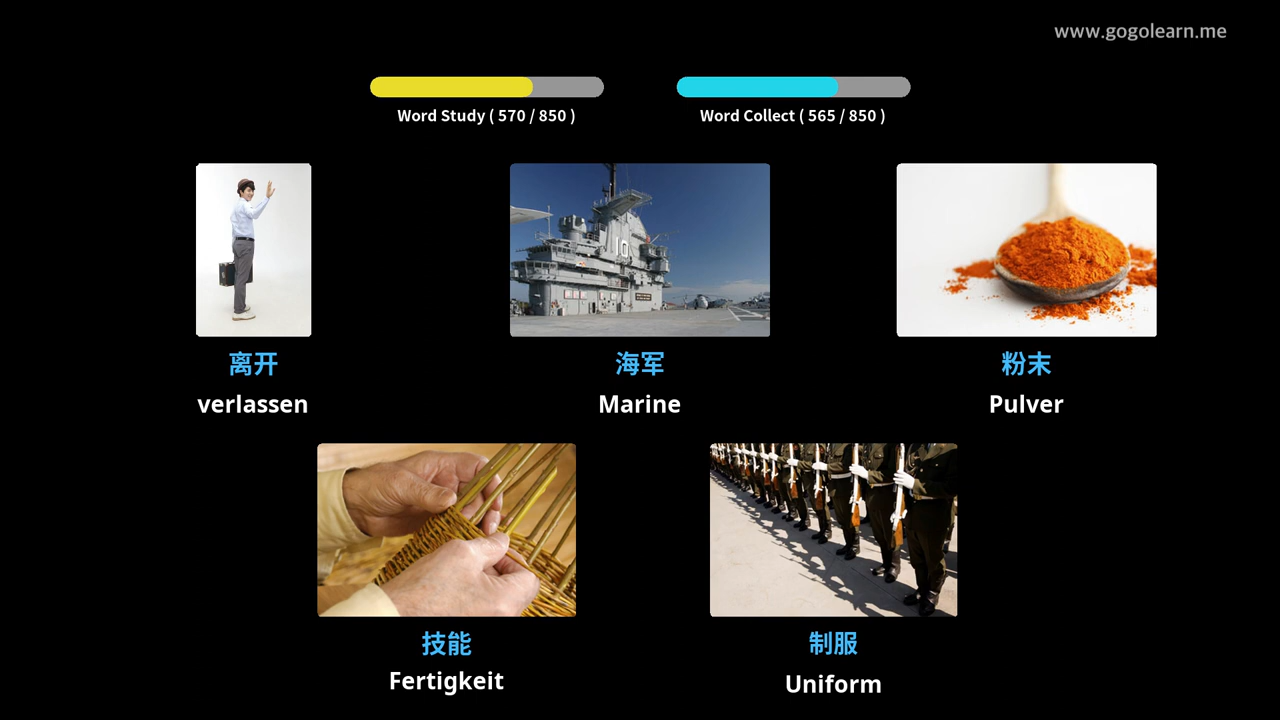 www.gogolearn.me
Word Study ( 570 / 850 )
Word Collect ( 565 / 850 )
离开
verlassen
海军
Marine
粉末
Pulver
技能
Fertigkeit
制服
Uniform